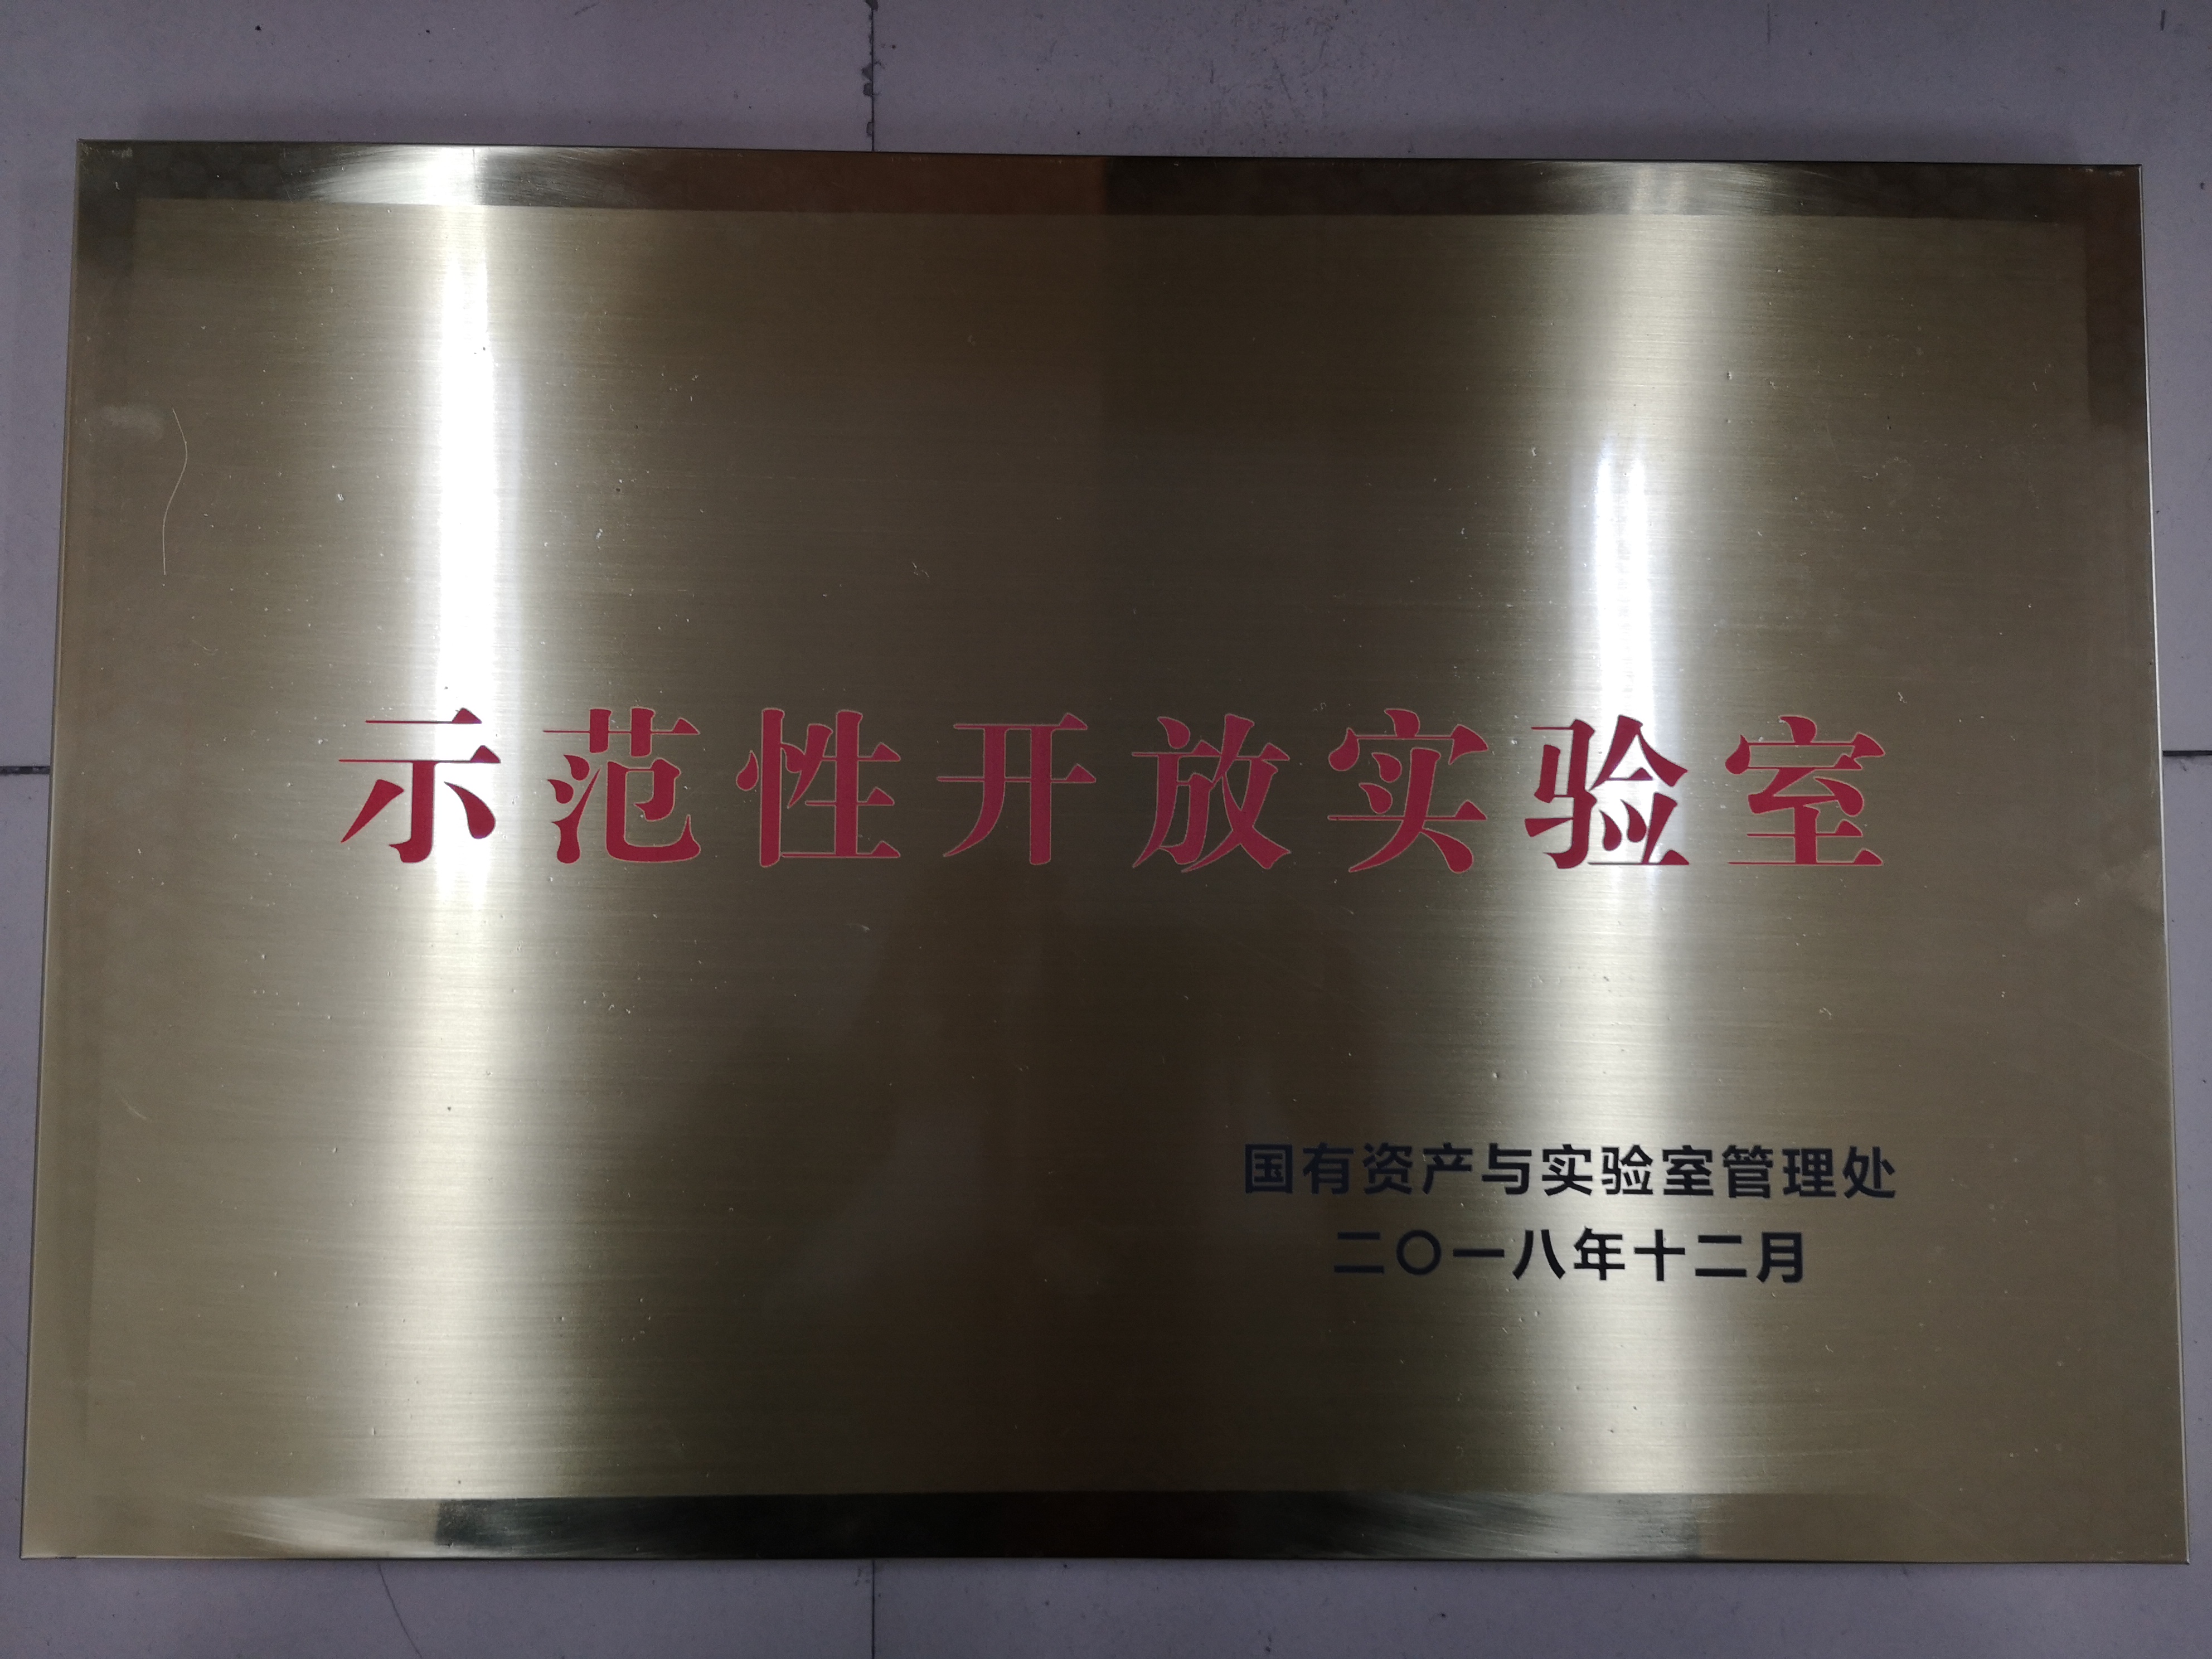 示范性开放实验室
国有资产与实验室管理处
二〇一八年十二月